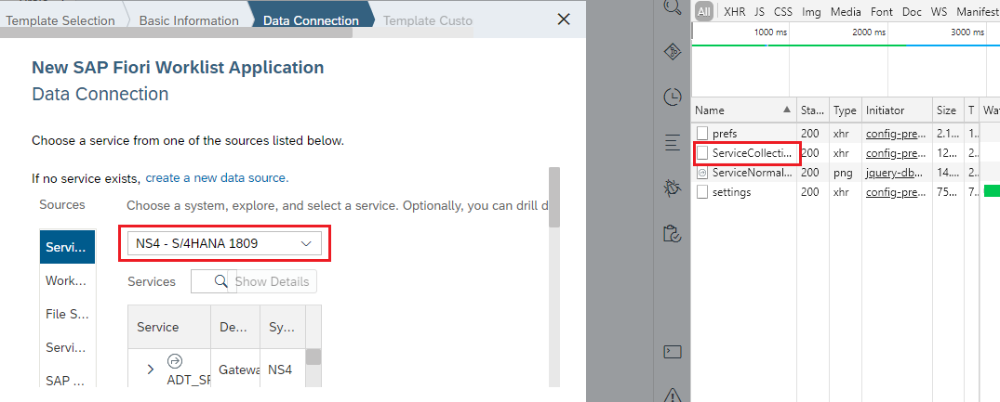 Template Selection
Basic Information
Data Connection
Template Custo
New SAP Fiori Worklist Application
Data Connection
Choose a service from one of the sources listed below.
If no service exists, create a new data source.
Sources
Choose a system, explore, and select a service. Optionally, you can drill d
Servi...
Work...
File S...
Servi...
SAP ...
NS4 - S/4HANA 1809
Services
Show Details
Service De... Sy...
ADT_SF Gatewa NS4
All XHR JS CSS Img Media Font Doc WS Manifest
1000 ms 2000 ms 3000 ms
Name Sta... Type Initiator Size T Wat
prefs 200 xhr config-pre... 2.1... 1..
ServiceCollecti... 200 xhr config-pre... 12... 2..
ServiceNormal... 200 png jquery-db... 14.... 2..
settings 200 xhr config-pre... 75... 7..